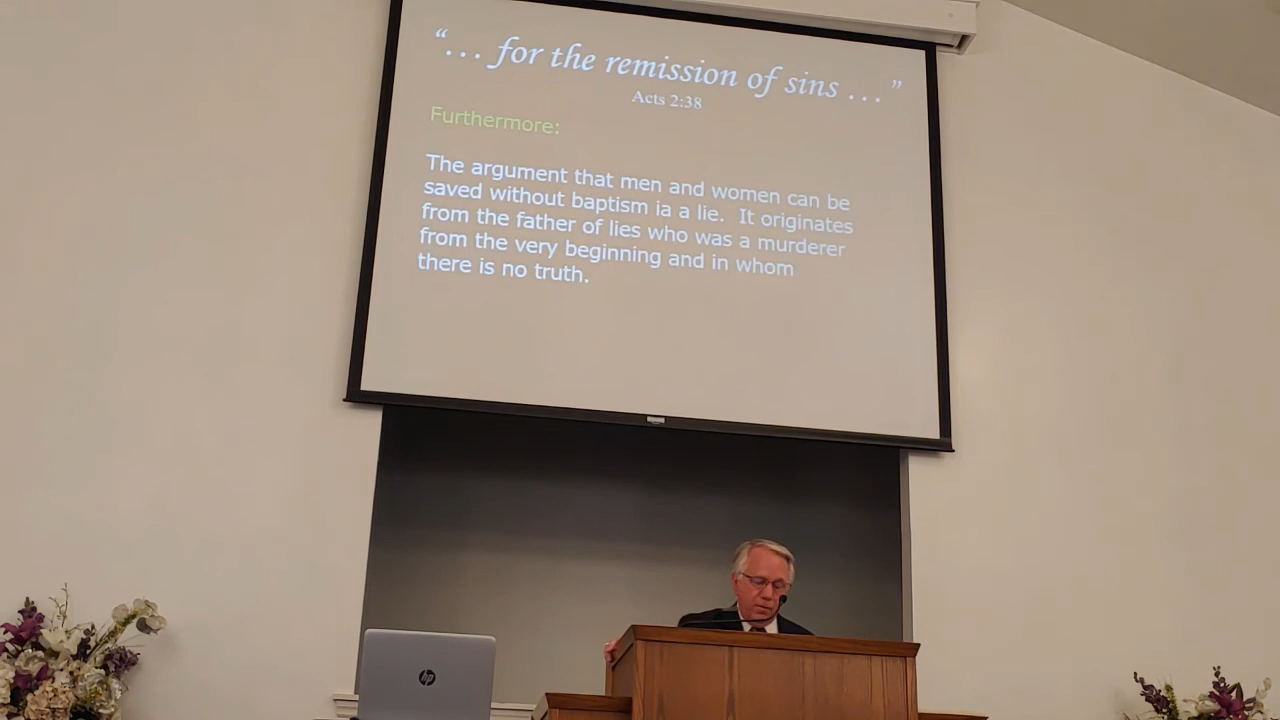 “… for the remission of sins …”
Acts 2:38
Furthermore:
The argument that men and women can be
saved without baptism ia a lie.  It originates
from the father of lies who was a murderer
from the very beginning and in whom
there is no truth.
hp